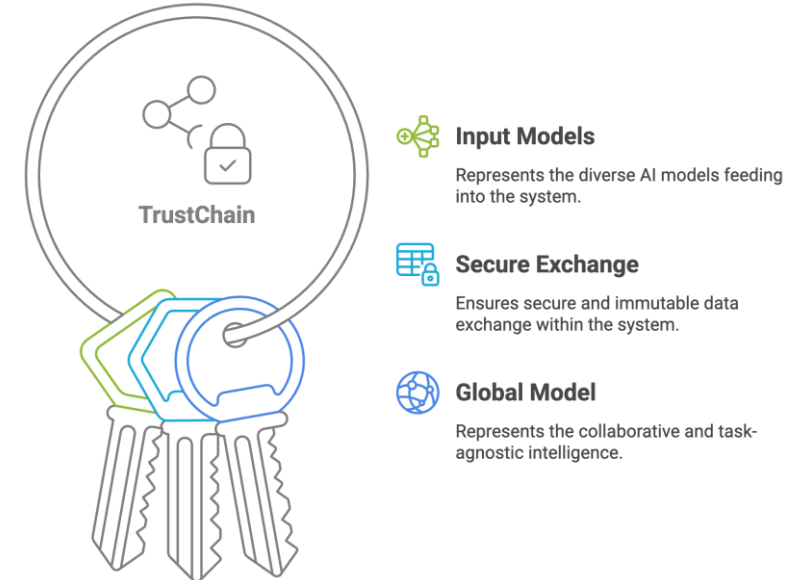 TrustChain
Input Models
Represents the diverse AI models feeding
into the system.
Secure Exchange
Ensures secure and immutable data
exchange within the system.
Global Model
Represents the collaborative and task-
agnostic intelligence.